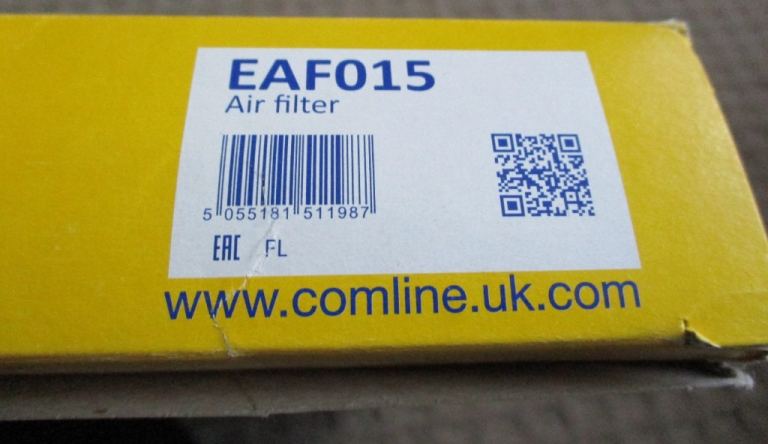 EAF015
Air filter
5 055181 511987
EAC FL
www.comline.uk.com